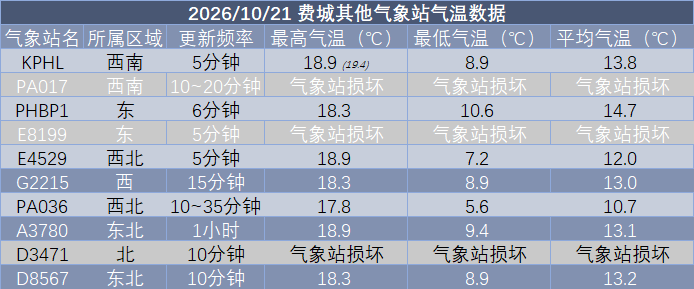 2026/10/21 费城其他气象站气温数据
气象站名 所属区域 更新频率 最高气温（℃） 最低气温（℃） 平均气温（℃）
KPHL 西南 5分钟 18.9 (19.4) 8.9 13.8
PA017 西南 10~20分钟 气象站损坏 气象站损坏 气象站损坏
PHBP1 东 6分钟 18.3 10.6 14.7
E8199 东 5分钟 气象站损坏 气象站损坏 气象站损坏
E4529 西北 5分钟 18.9 7.2 12.0
G2215 西 15分钟 18.3 8.9 13.0
PA036 西北 10~35分钟 17.8 5.6 10.7
A3780 东北 1小时 18.9 9.4 13.1
D3471 北 10分钟 气象站损坏 气象站损坏 气象站损坏
D8567 东北 10分钟 18.3 8.9 13.2